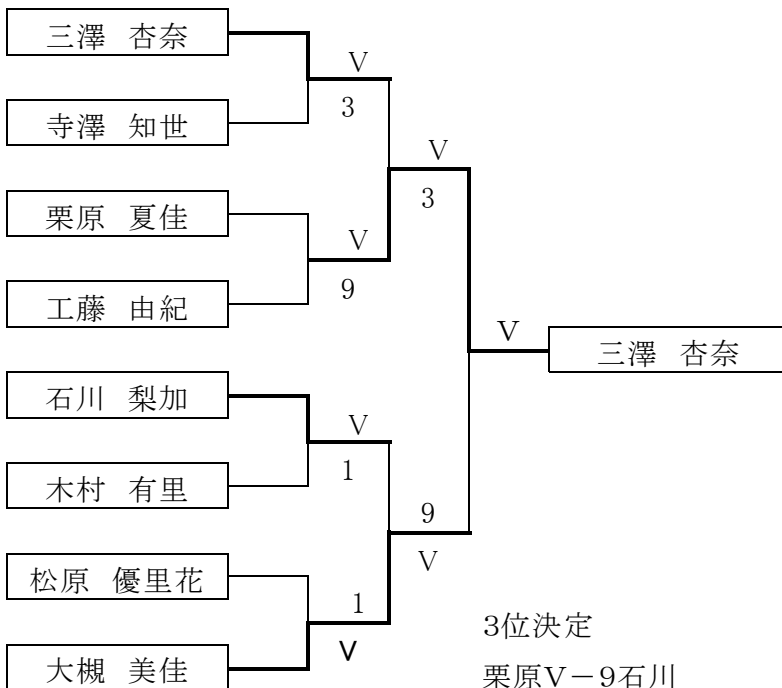 三澤 杏奈
V
3
寺澤 知世
V
3
栗原 夏佳
V
9
工藤 由紀
V
三澤 杏奈
石川 梨加
V
1
木村 有里
9
V
松原 優里花
1
V
大槻 美佳
3位決定
栗原V－9石川